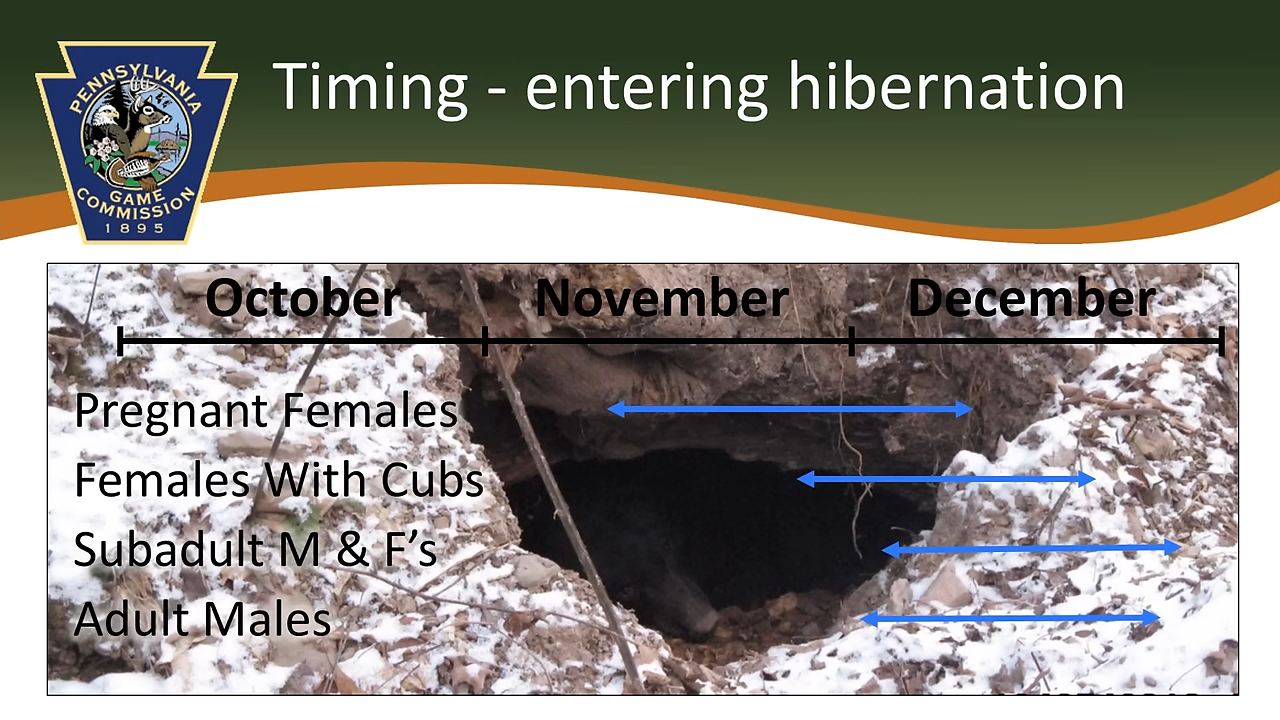 Timing - entering hibernation
PENNSYLVANIA
GAME
COMMISSION
1895
October November December
Pregnant Females
Females With Cubs
Subadult M & F’s
Adult Males